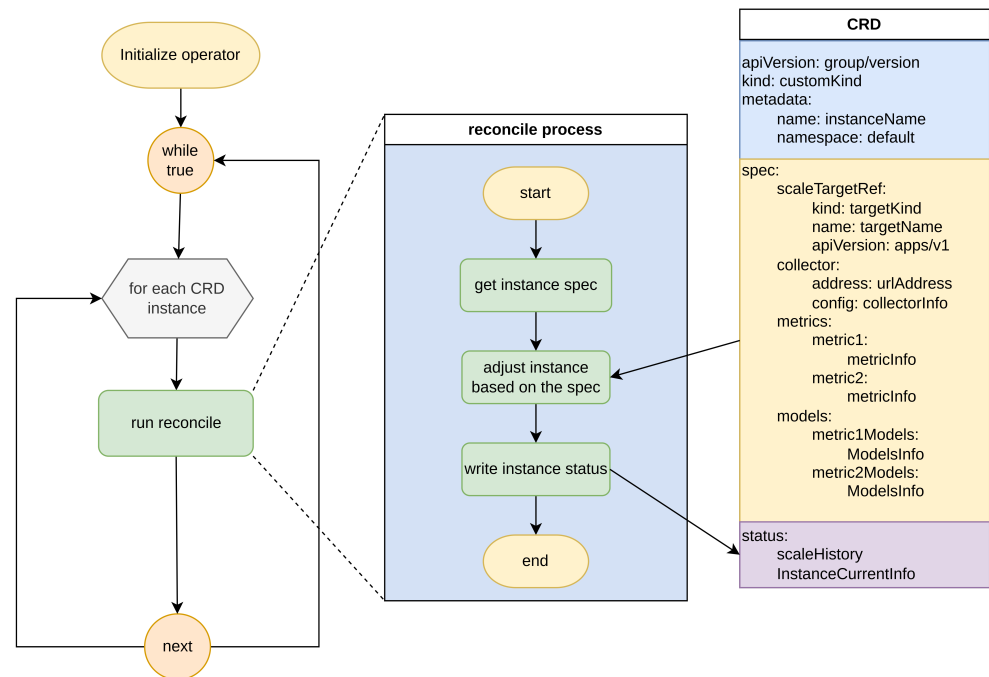 Initialize operator
while
true
for each CRD
instance
run reconcile
next
reconcile process
start
get instance spec
adjust instance
based on the spec
write instance status
end
CRD
apiVersion: group/version
kind: customKind
metadata:
name: instanceName
namespace: default
spec:
scaleTargetRef:
kind: targetKind
name: targetName
apiVersion: apps/v1
collector:
address: urlAddress
config: collectorInfo
metrics:
metric1:
metricInfo
metric2:
metricInfo
models:
metric1Models:
ModelsInfo
metric2Models:
ModelsInfo
status:
scaleHistory
InstanceCurrentInfo